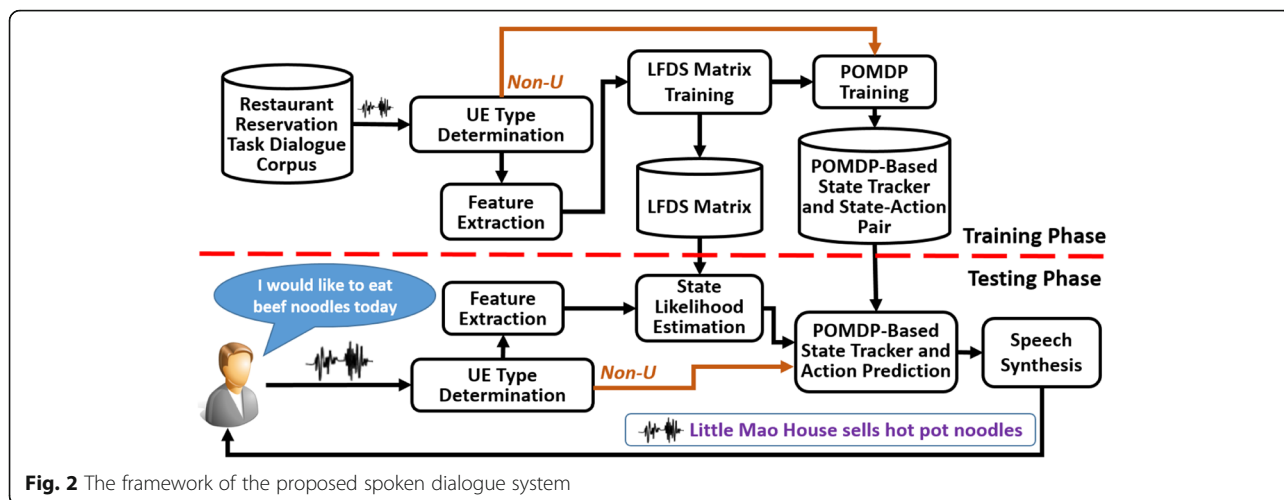 Restaurant
Reservation
Task Dialogue
Corpus
UE Type
Determination
Non-U
Feature
Extraction
LFDS Matrix
Training
LFDS Matrix
POMDP
Training
POMDP-Based
State Tracker
and State-Action
Pair
Training Phase
Testing Phase
I would like to eat
beef noodles today
Feature
Extraction
UE Type
Determination
Non-U
State
Likelihood
Estimation
POMDP-Based
State Tracker and
Action Prediction
Speech
Synthesis
Little Mao House sells hot pot noodles
Fig. 2 The framework of the proposed spoken dialogue system